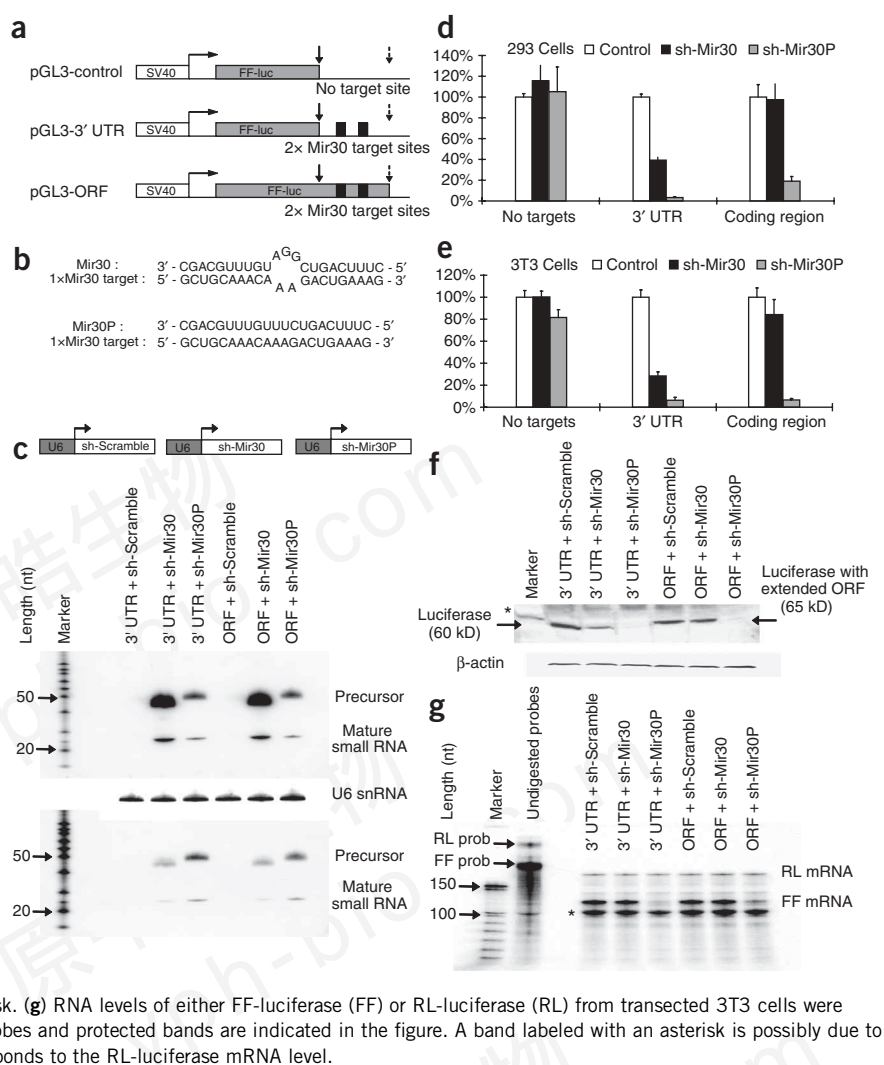 a
pGL3-control
SV40
FF-luc
No target site
pGL3-3′ UTR
SV40
FF-luc
2× Mir30 target sites
pGL3-ORF
SV40
FF-luc
2× Mir30 target sites
b
Mir30 : 3′ - CGACGUUUGU AGG CUGACUUUC - 5′
1×Mir30 target : 5′ - GCUGCAAACA AA GACUGAAAG - 3′
Mir30P : 3′ - CGACGUUUGUUUCUGACUUUC - 5′
1×Mir30 target : 5′ - GCUGCAAACAAAGACUGAAAG - 3′
c
U6 sh-Scramble
U6 sh-Mir30
U6 sh-Mir30P
Length (nt)
Marker
3′ UTR + sh-Scramble
3′ UTR + sh-Mir30
3′ UTR + sh-Mir30P
ORF + sh-Scramble
ORF + sh-Mir30
ORF + sh-Mir30P
50
Precursor
Mature
small RNA
20
U6 snRNA
50
Precursor
Mature
small RNA
20
d
293 Cells Control sh-Mir30 sh-Mir30P
140%
120%
100%
80%
60%
40%
20%
0%
No targets 3′ UTR Coding region
e
3T3 Cells Control sh-Mir30 sh-Mir30P
120%
100%
80%
60%
40%
20%
0%
No targets 3′ UTR Coding region
f
Marker
3′ UTR + sh-Scramble
3′ UTR + sh-Mir30
3′ UTR + sh-Mir30P
ORF + sh-Scramble
ORF + sh-Mir30
ORF + sh-Mir30P
*
Luciferase
(60 kD)
Luciferase with
extended ORF
(65 kD)
β-actin
g
Length (nt)
Marker
Undigested probes
3′ UTR + sh-Scramble
3′ UTR + sh-Mir30
3′ UTR + sh-Mir30P
ORF + sh-Scramble
ORF + sh-Mir30
ORF + sh-Mir30P
RL prob
FF prob
150
100
*
RL mRNA
FF mRNA
sk. (g) RNA levels of either FF-luciferase (FF) or RL-luciferase (RL) from transected 3T3 cells were
obes and protected bands are indicated in the figure. A band labeled with an asterisk is possibly due to
ponds to the RL-luciferase mRNA level.